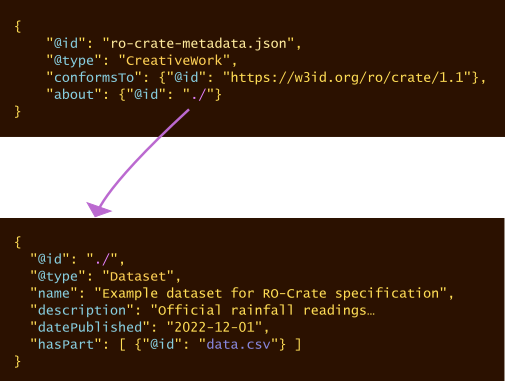 {
"@id": "ro-crate-metadata.json",
"@type": "CreativeWork",
"conformsTo": {"@id": "https://w3id.org/ro/crate/1.1"},
"about": {"@id": "./"}
}
{
"@id": "./",
"@type": "Dataset",
"name": "Example dataset for RO-Crate specification",
"description": "Official rainfall readings…
"datePublished": "2022-12-01",
"hasPart": [ {"@id": "data.csv"} ]
}